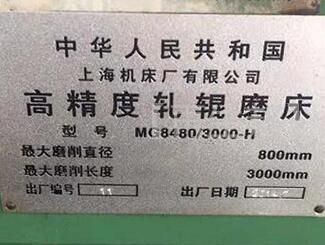 中华人民共和国
上海机床厂有限公司
高精度轧辊磨床
型号 MG8480/3000-H
最大磨削直径 800mm
最大磨削长度 3000mm
出厂编号 11 出厂日期